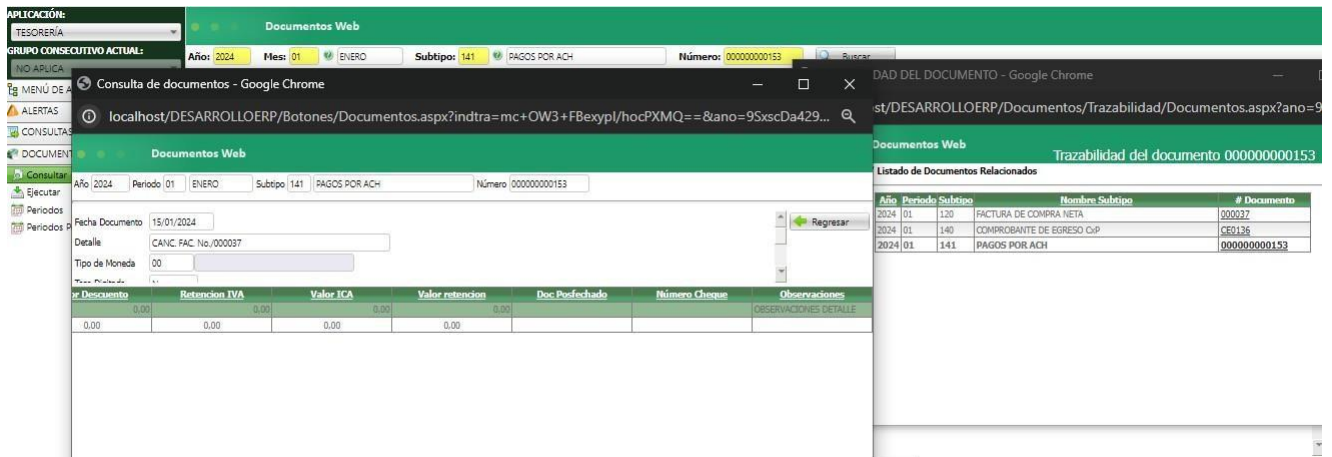 APLICACIÓN:
TESORERÍA
GRUPO CONSECUTIVO ACTUAL:
NO APLICA
MENÚ DE A
ALERTAS
CONSULTAS
DOCUMENT
Consultar
Ejecutar
Periodos
Periodos P
Documentos Web
Año: 2024 Mes: 01 ENERO Subtipo: 141 PAGOS POR ACH Número: 000000000153 Buscar
Consulta de documentos - Google Chrome
localhost/DESARROLLOERP/Botones/Documentos.aspx?indtra=mc+OW3+FBexypI/hocPXMQ==&ano=9SxscDa429...
Documentos Web
Año 2024 Periodo 01 ENERO Subtipo 141 PAGOS POR ACH Número 000000000153
Fecha Documento 15/01/2024
Regresar
Detalle CANC. FAC. No./000037
Tipo de Moneda 00
or Descuento Retencion IVA Valor ICA Valor retencion Doc Posfechado Número Cheque Observaciones
0.00 0.00 0.00 0.00 OBSERVACIONES DETALLE
0,00 0,00 0,00 0,00
DAD DEL DOCUMENTO - Google Chrome
st/DESARROLLOERP/Documentos/Trazabilidad/Documentos.aspx?ano=9
Documentos Web
Trazabilidad del documento 000000000153
Listado de Documentos Relacionados
Año Periodo Subtipo Nombre Subtipo # Documento
2024 01 120 FACTURA DE COMPRA NETA 000037
2024 01 140 COMPROBANTE DE EGRESO CxP CE0136
2024 01 141 PAGOS POR ACH 000000000153